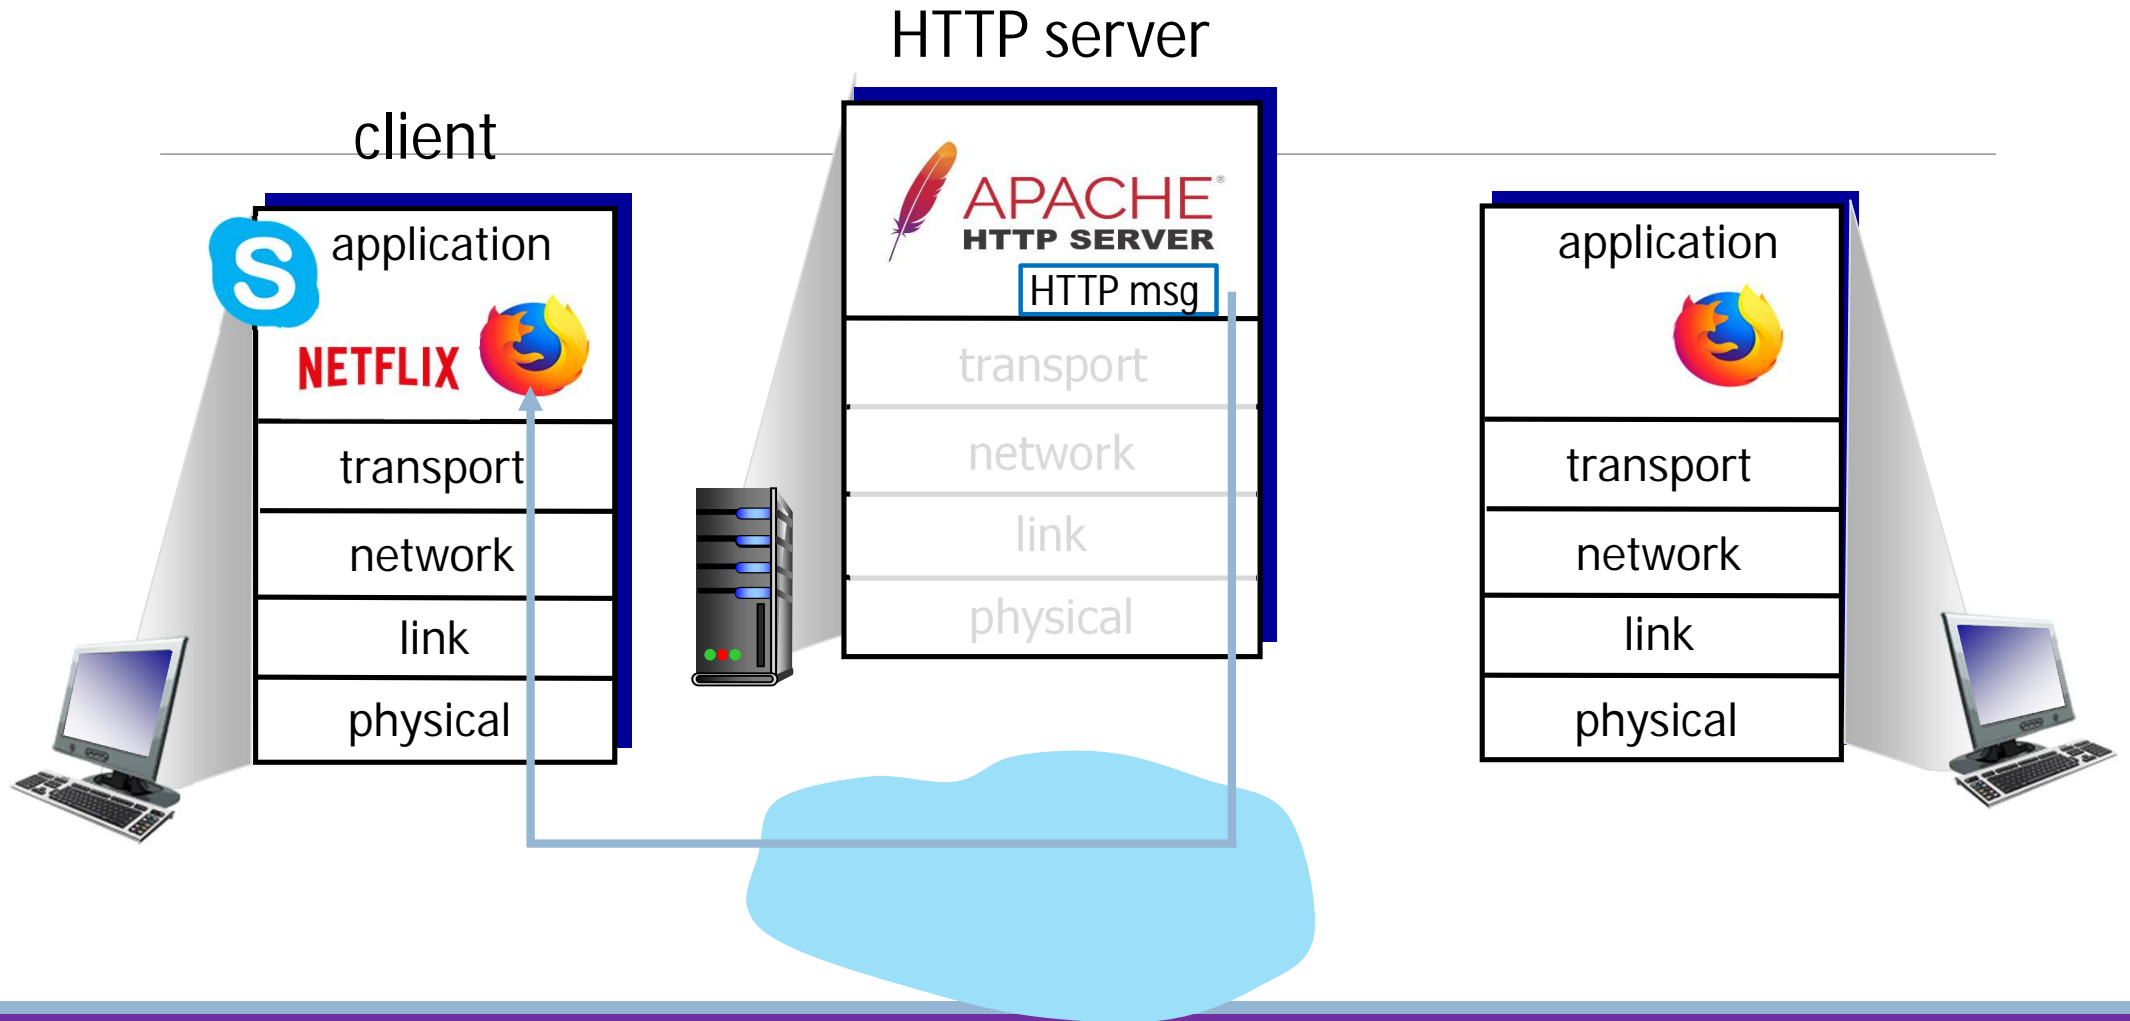 HTTP server
client
APACHE®
HTTP SERVER
HTTP msg
transport
network
link
physical
S
application
NETFLIX
transport
network
link
physical
application
transport
network
link
physical